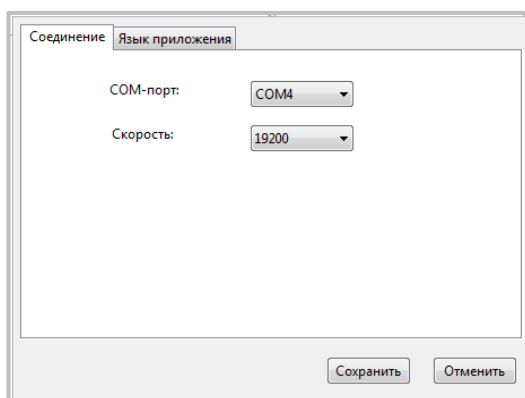 Соединение Язык приложения
COM-порт: COM4
Скорость: 19200
Сохранить Отменить